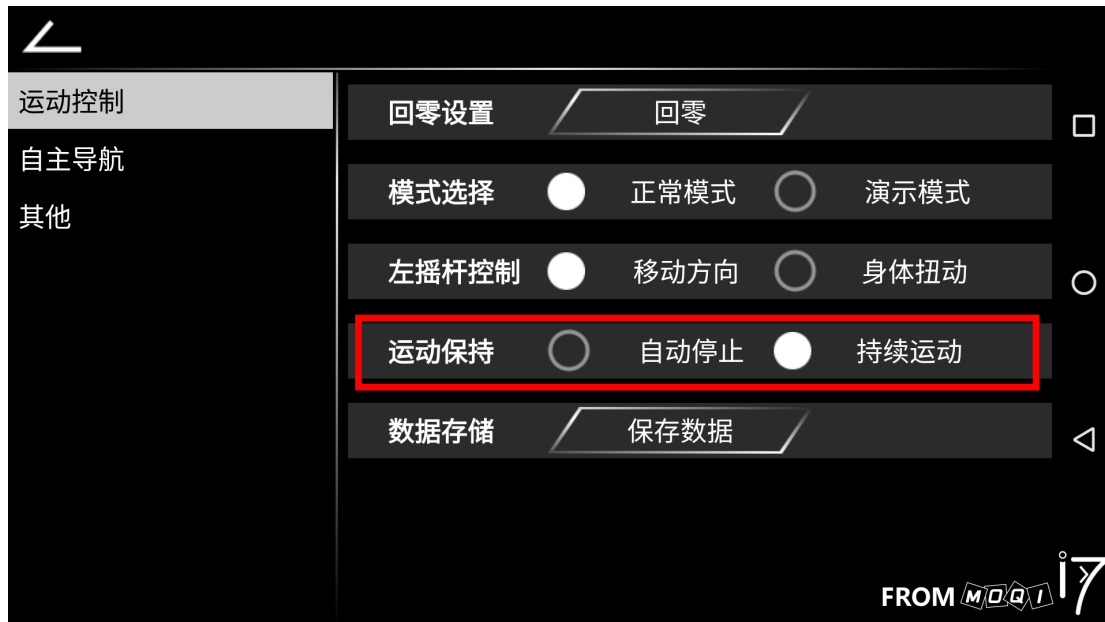 运动控制
自主导航
其他
回零设置 回零
模式选择 正常模式 演示模式
左摇杆控制 移动方向 身体扭动
运动保持 自动停止 持续运动
数据存储 保存数据
FROM MOQI i7